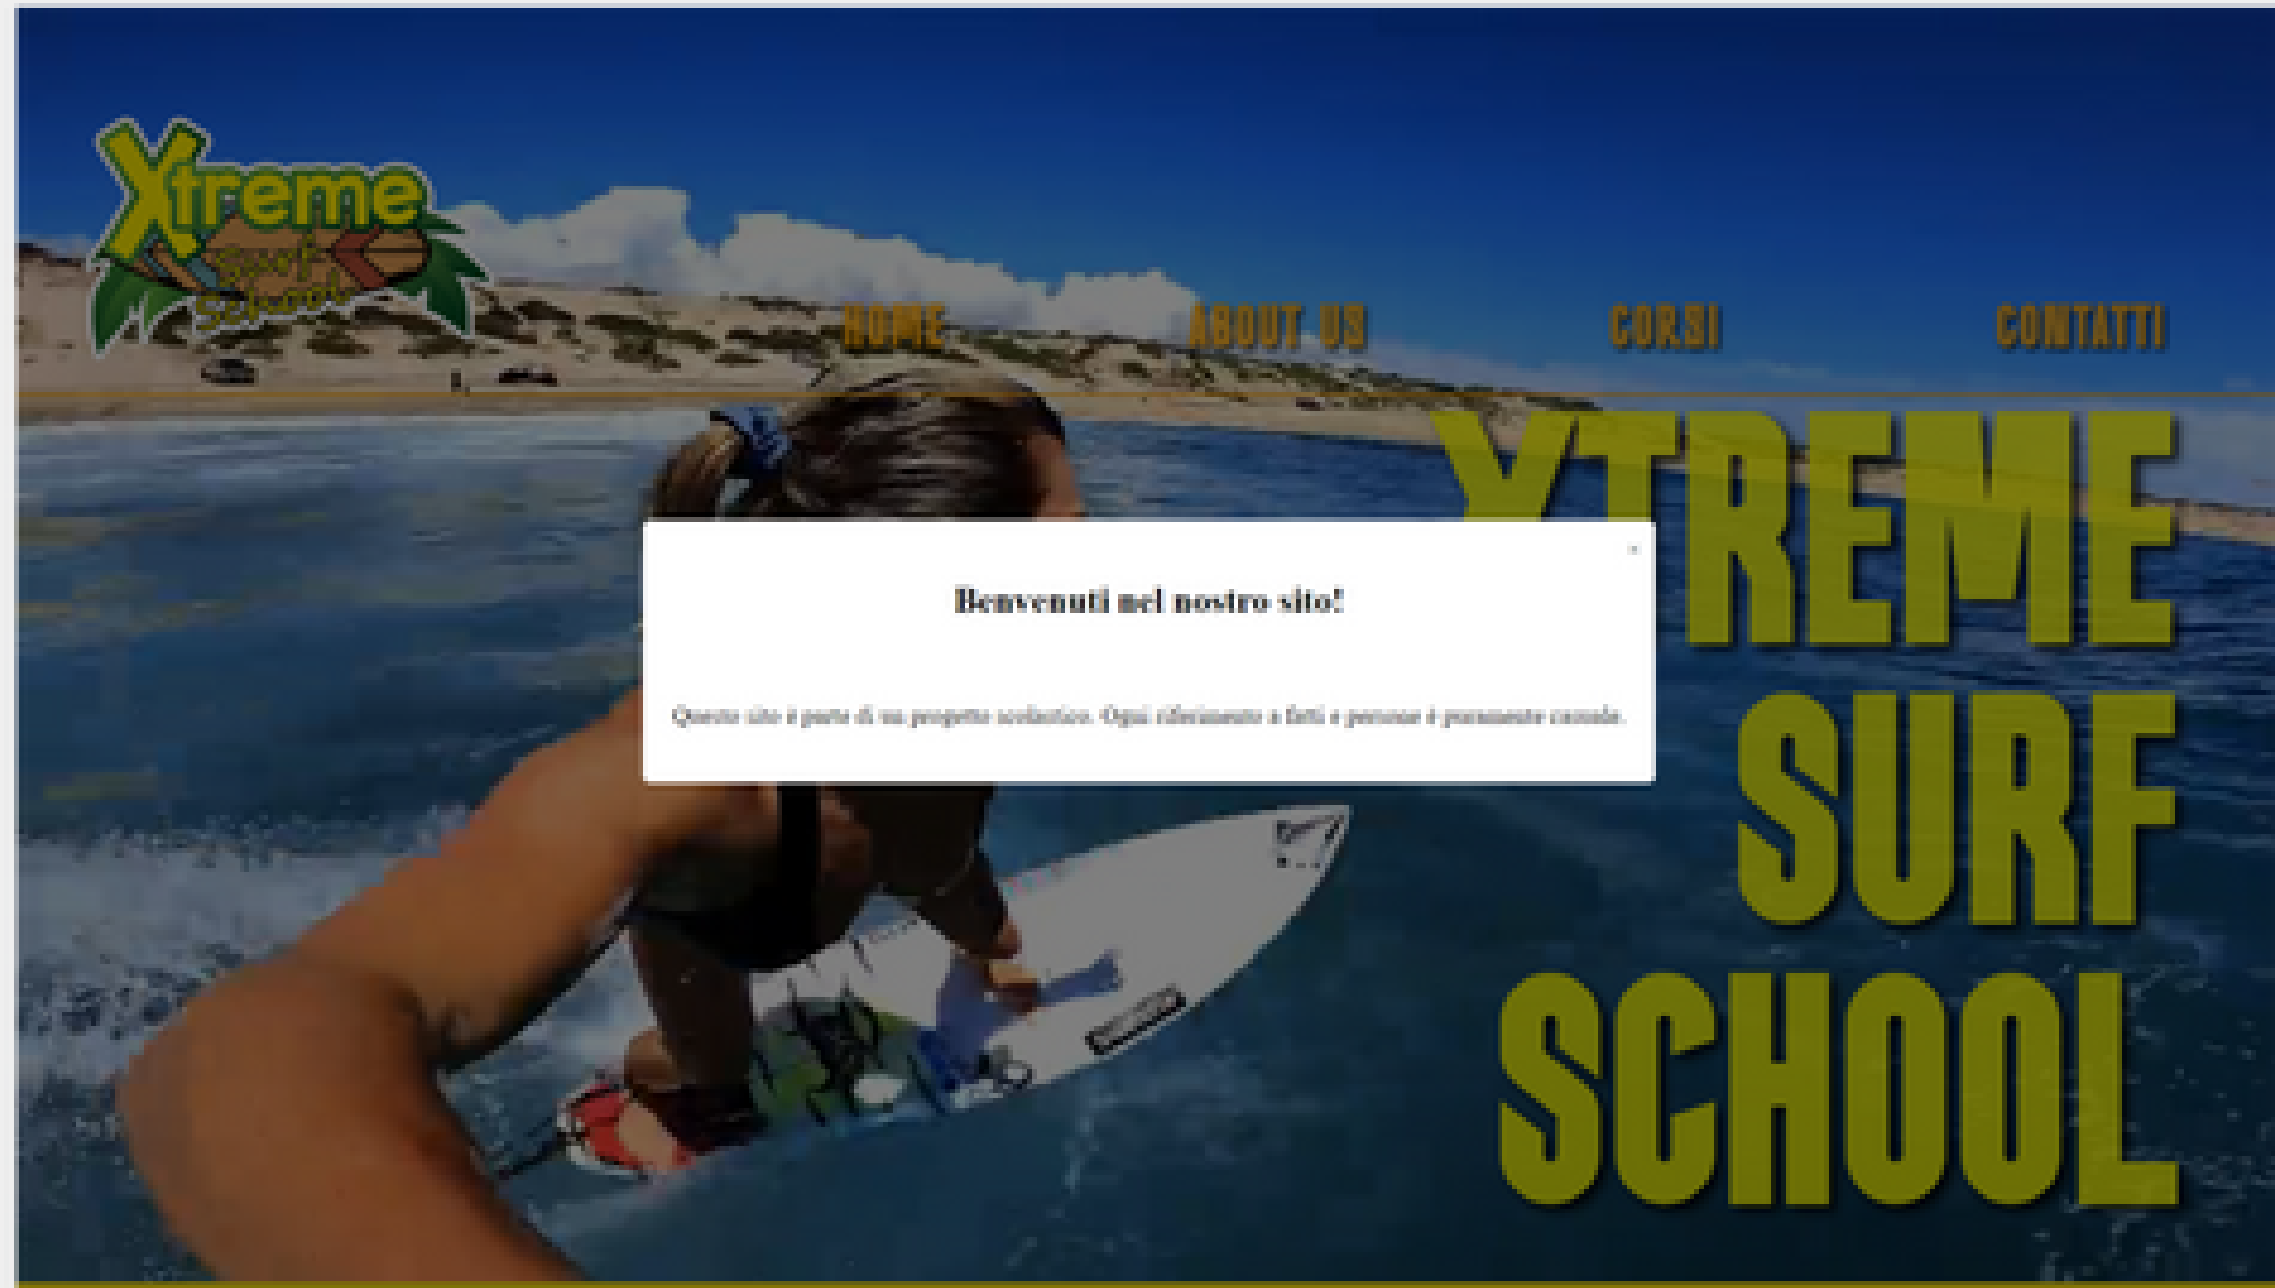 Xtreme
Surf
School
HOME ABOUT US CORSI CONTATTI
XTREME
SURF
SCHOOL
Benvenuti nel nostro sito!
Questo sito è parte di un progetto scolastico. Ogni riferimento a fatti e persone è puramente casuale.